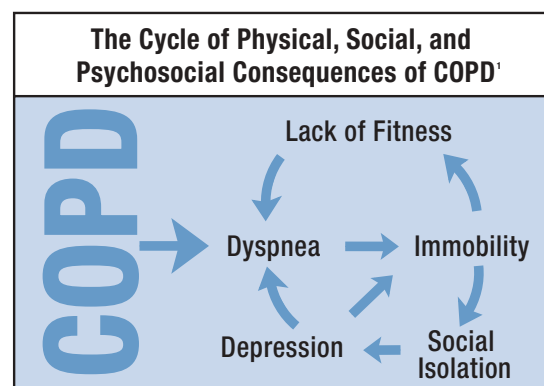 The Cycle of Physical, Social, and
Psychosocial Consequences of COPD¹
COPD
Lack of Fitness
Dyspnea
Immobility
Depression
Social
Isolation